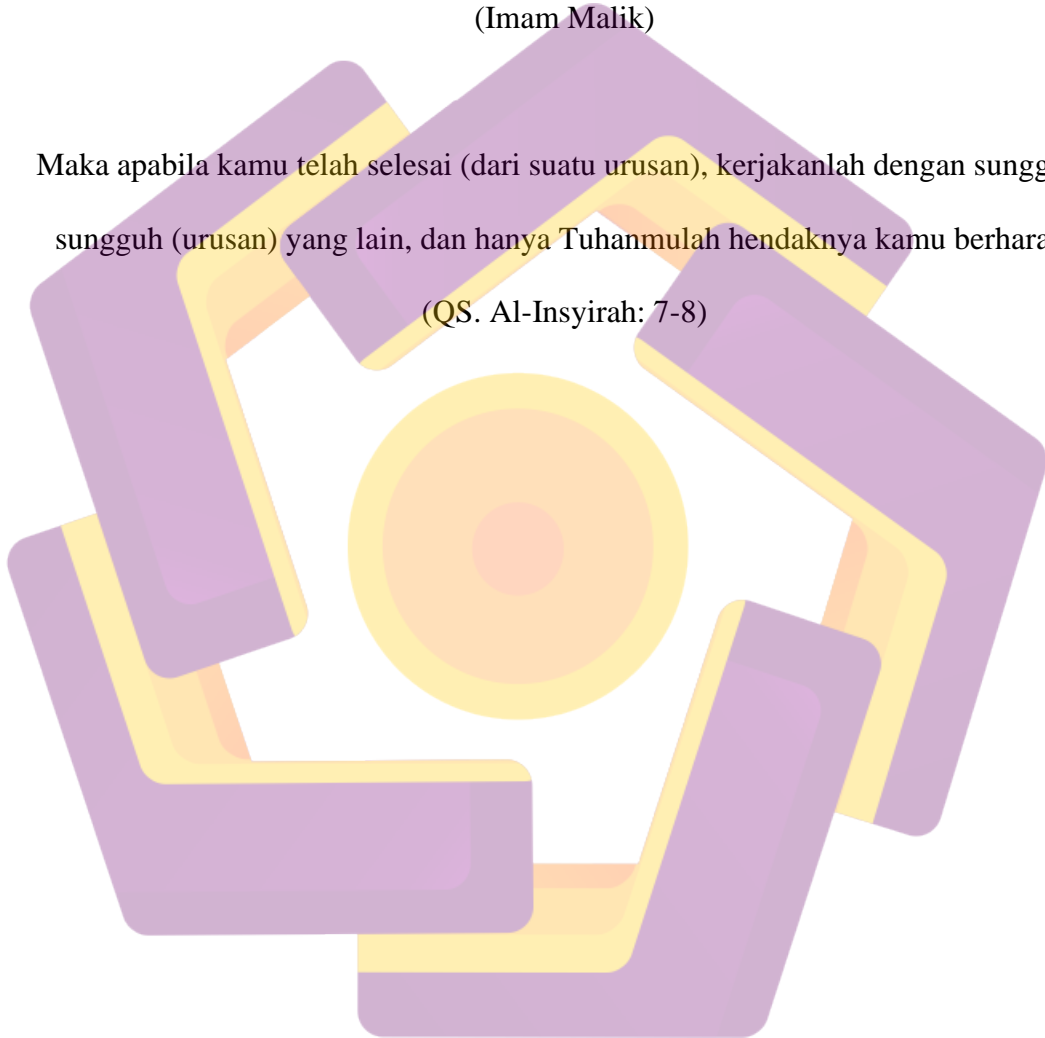 (Imam Malik)
Maka apabila kamu telah selesai (dari suatu urusan), kerjakanlah dengan sungg
sungguh (urusan) yang lain, dan hanya Tuhanmulah hendaknya kamu berhara
(QS. Al-Insyirah: 7-8)